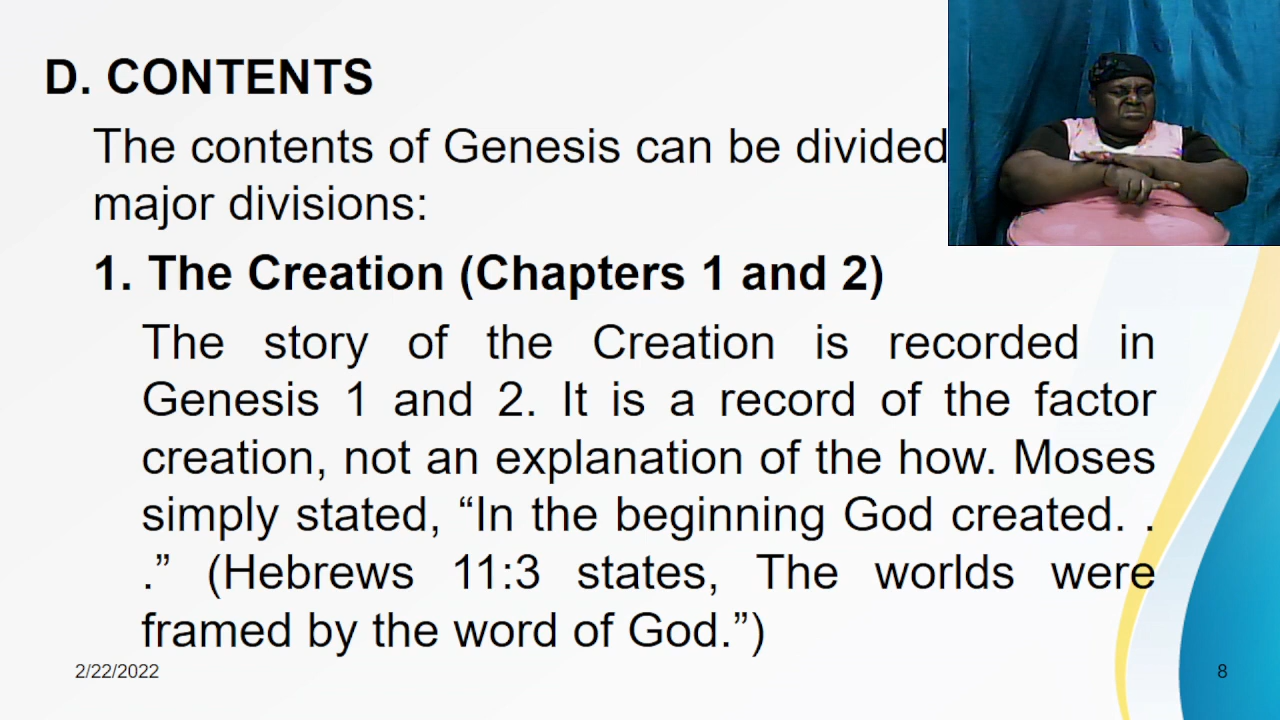 D. CONTENTS
The contents of Genesis can be divided
major divisions:
1. The Creation (Chapters 1 and 2)
The story of the Creation is recorded in
Genesis 1 and 2. It is a record of the factor
creation, not an explanation of the how. Moses
simply stated, “In the beginning God created. .
.” (Hebrews 11:3 states, The worlds were
framed by the word of God.”)
2/22/2022
8